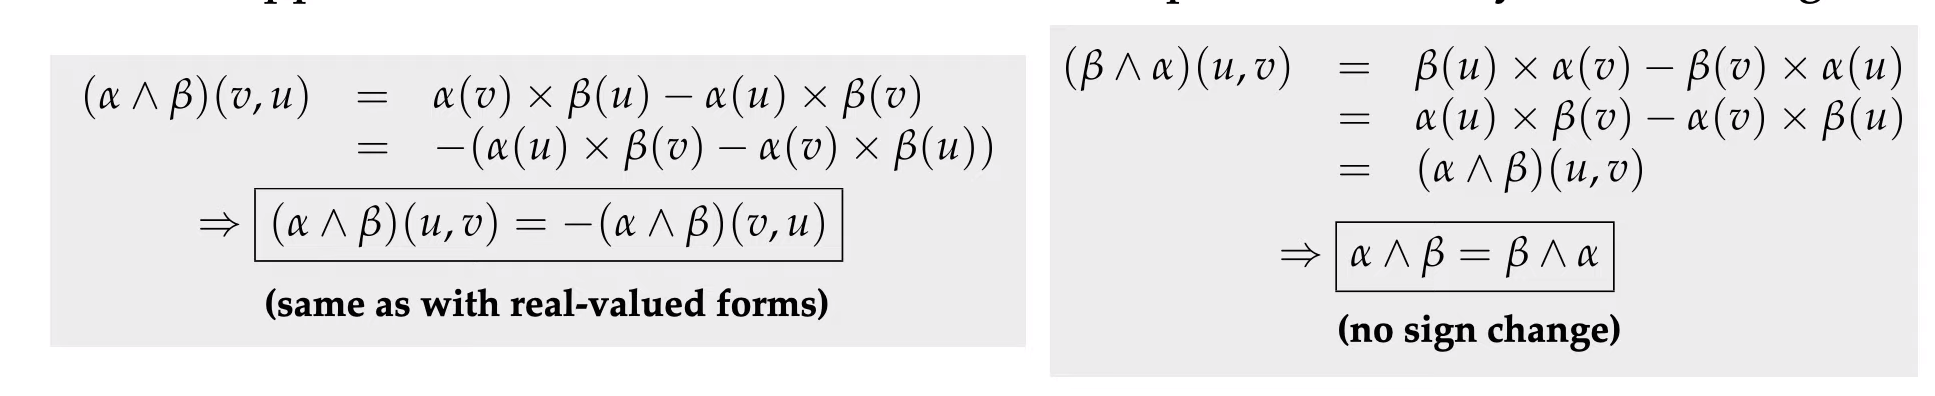 (α ∧ β)(v, u) = α(v) × β(u) − α(u) × β(v)
= −(α(u) × β(v) − α(v) × β(u))
⇒ (α ∧ β)(u, v) = −(α ∧ β)(v, u)
(same as with real-valued forms)
(β ∧ α)(u, v) = β(u) × α(v) − β(v) × α(u)
= α(u) × β(v) − α(v) × β(u)
= (α ∧ β)(u, v)
⇒ α ∧ β = β ∧ α
(no sign change)